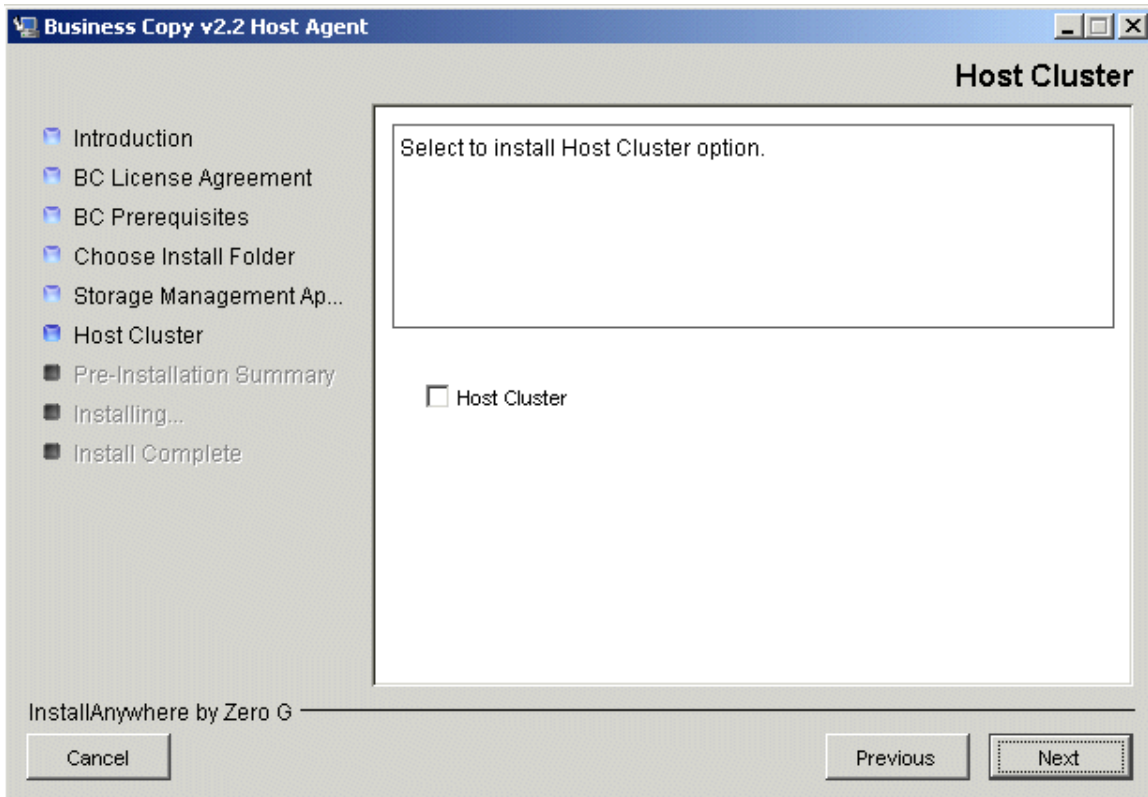 Business Copy v2.2 Host Agent
Host Cluster
Introduction
BC License Agreement
BC Prerequisites
Choose Install Folder
Storage Management Ap...
Host Cluster
Pre-Installation Summary
Installing...
Install Complete
Select to install Host Cluster option.
Host Cluster
InstallAnywhere by Zero G
Cancel
Previous
Next